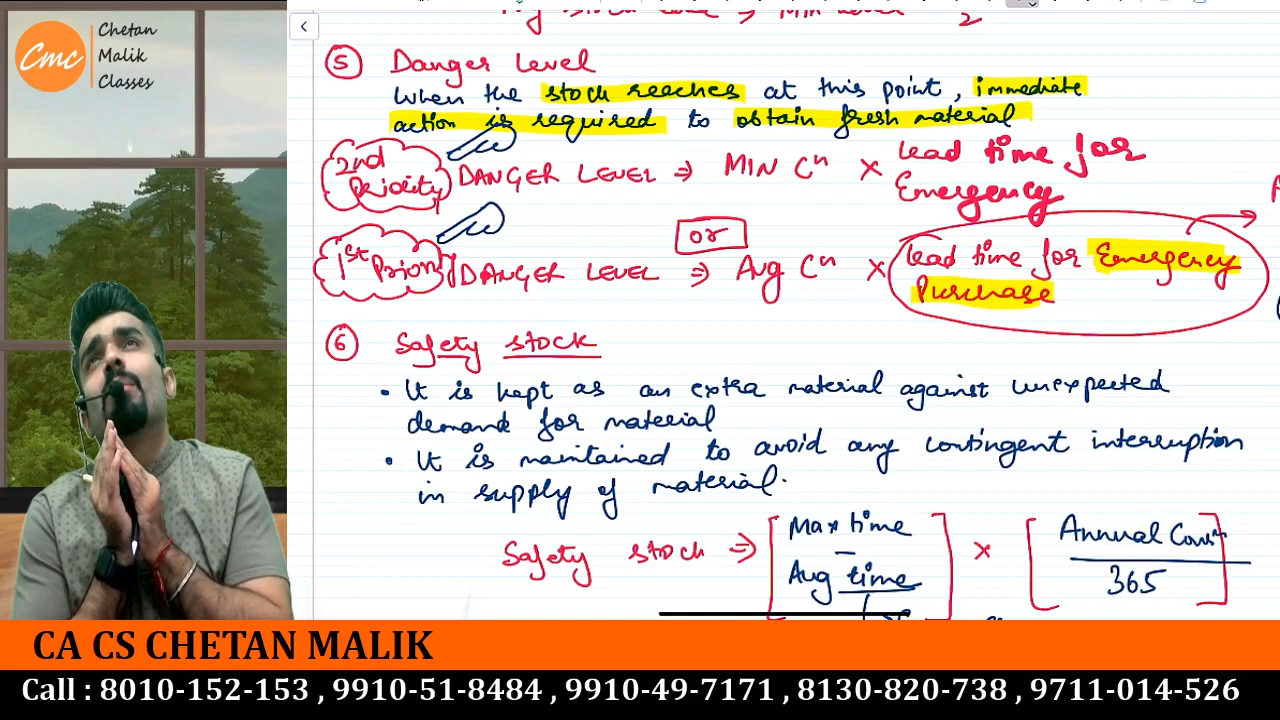 cmc
Chetan
Malik
Classes
2
⑤ Danger Level
When the stock reaches at this point, immediate
action is required to obtain fresh material
2nd Priority DANGER LEVEL ⇒ MIN Cⁿ × Lead time for
Emergency
or
1st Priority DANGER LEVEL ⇒ Avg Cⁿ × Lead time for Emergency
Purchase
⑥ Safety stock
• It is kept as an extra material against unexpected
demand for material
• It is maintained to avoid any contingent interruption
in supply of material.
Safety stock ⇒ [ Max time – Avg time ] × [ Annual Consⁿ / 365 ]
CA CS CHETAN MALIK
Call : 8010-152-153 , 9910-51-8484 , 9910-49-7171 , 8130-820-738 , 9711-014-526